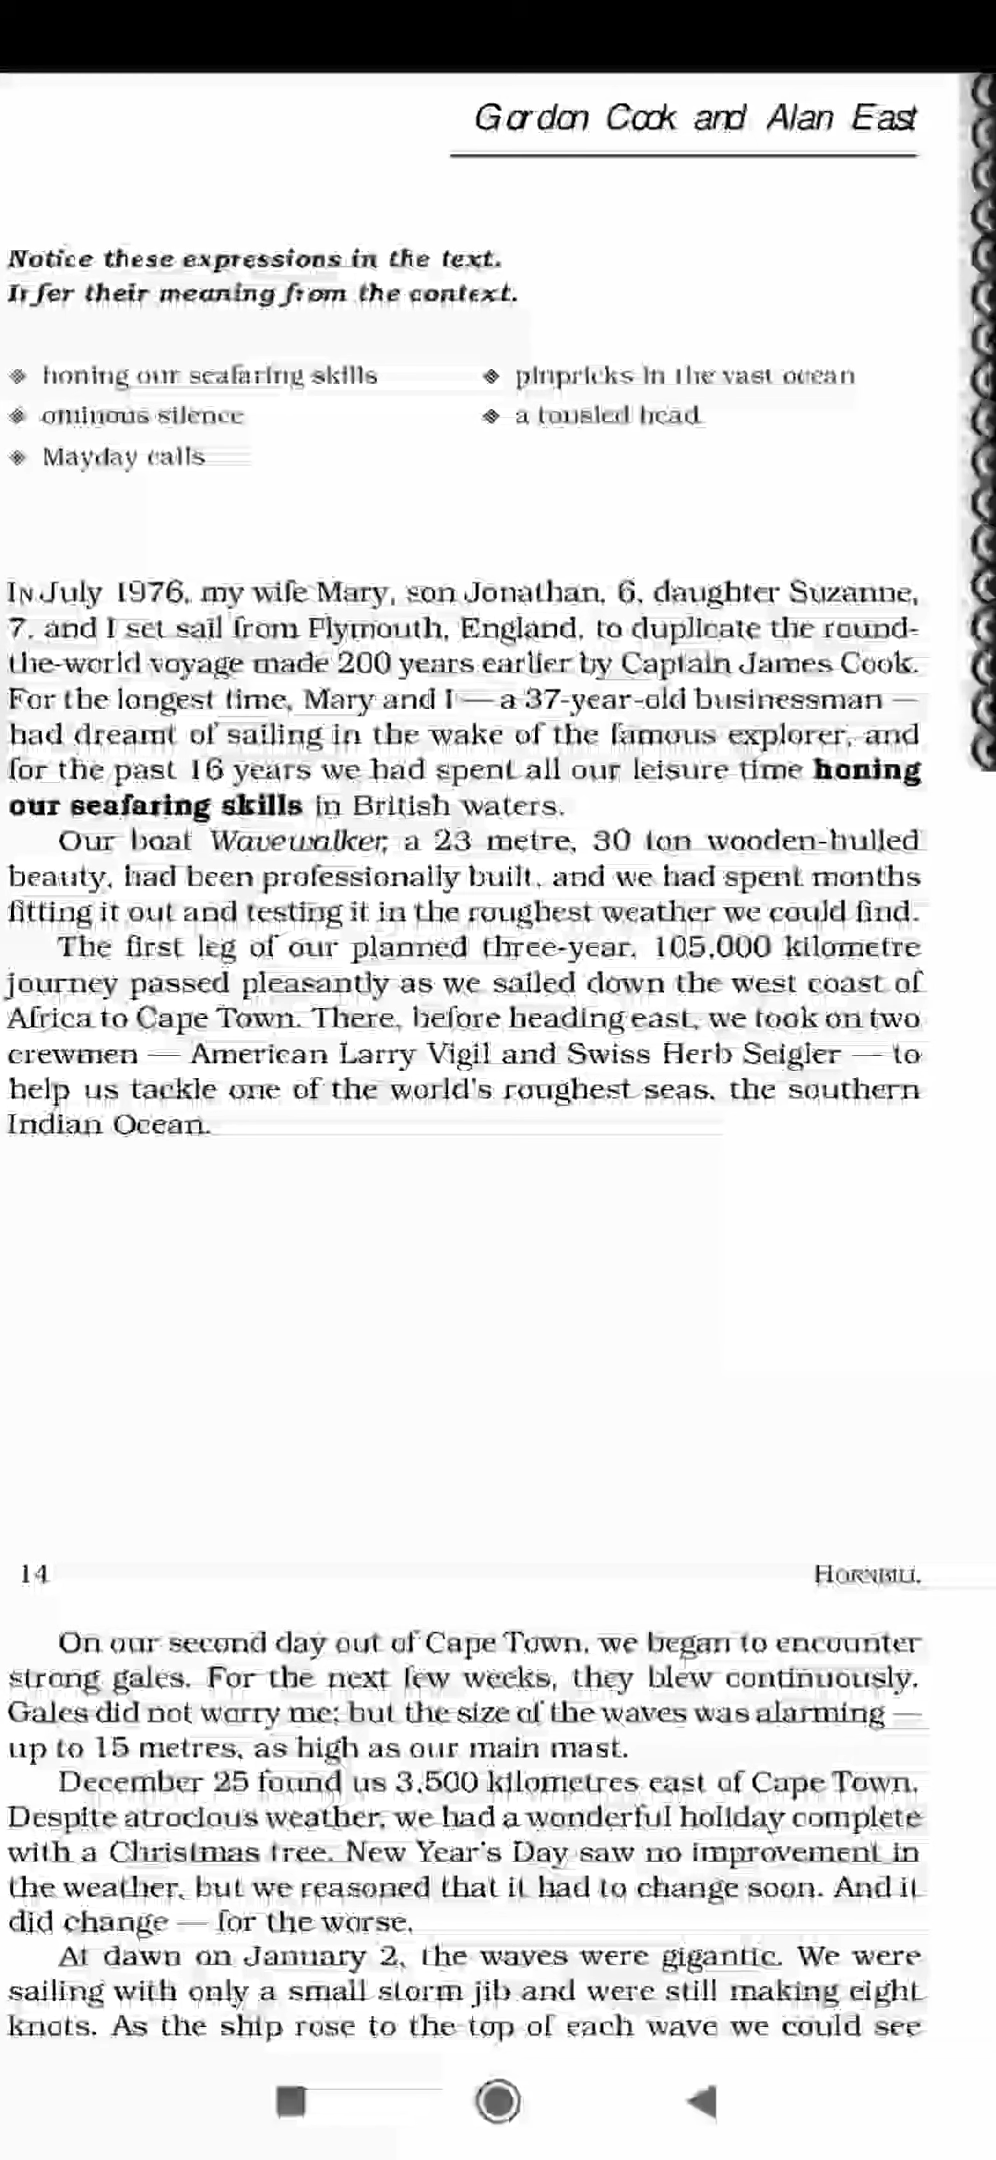 Gordon Cook and Alan East
Notice these expressions in the text.
Infer their meaning from the context.
honing our seafaring skills
pinpricks in the vast ocean
ominous silence
a tousled head
Mayday calls
IN July 1976, my wife Mary, son Jonathan, 6, daughter Suzanne,
7, and I set sail from Plymouth, England, to duplicate the round-
the-world voyage made 200 years earlier by Captain James Cook.
For the longest time, Mary and I — a 37-year-old businessman —
had dreamt of sailing in the wake of the famous explorer, and
for the past 16 years we had spent all our leisure time honing
our seafaring skills in British waters.
Our boat Wavewalker, a 23 metre, 30 ton wooden-hulled
beauty, had been professionally built, and we had spent months
fitting it out and testing it in the roughest weather we could find.
The first leg of our planned three-year, 105,000 kilometre
journey passed pleasantly as we sailed down the west coast of
Africa to Cape Town. There, before heading east, we took on two
crewmen — American Larry Vigil and Swiss Herb Seigler — to
help us tackle one of the world's roughest seas, the southern
Indian Ocean.
14
HORNBILL
On our second day out of Cape Town, we began to encounter
strong gales. For the next few weeks, they blew continuously.
Gales did not worry me; but the size of the waves was alarming —
up to 15 metres, as high as our main mast.
December 25 found us 3,500 kilometres east of Cape Town.
Despite atrocious weather, we had a wonderful holiday complete
with a Christmas tree. New Year's Day saw no improvement in
the weather, but we reasoned that it had to change soon. And it
did change — for the worse.
At dawn on January 2, the waves were gigantic. We were
sailing with only a small storm jib and were still making eight
knots. As the ship rose to the top of each wave we could see